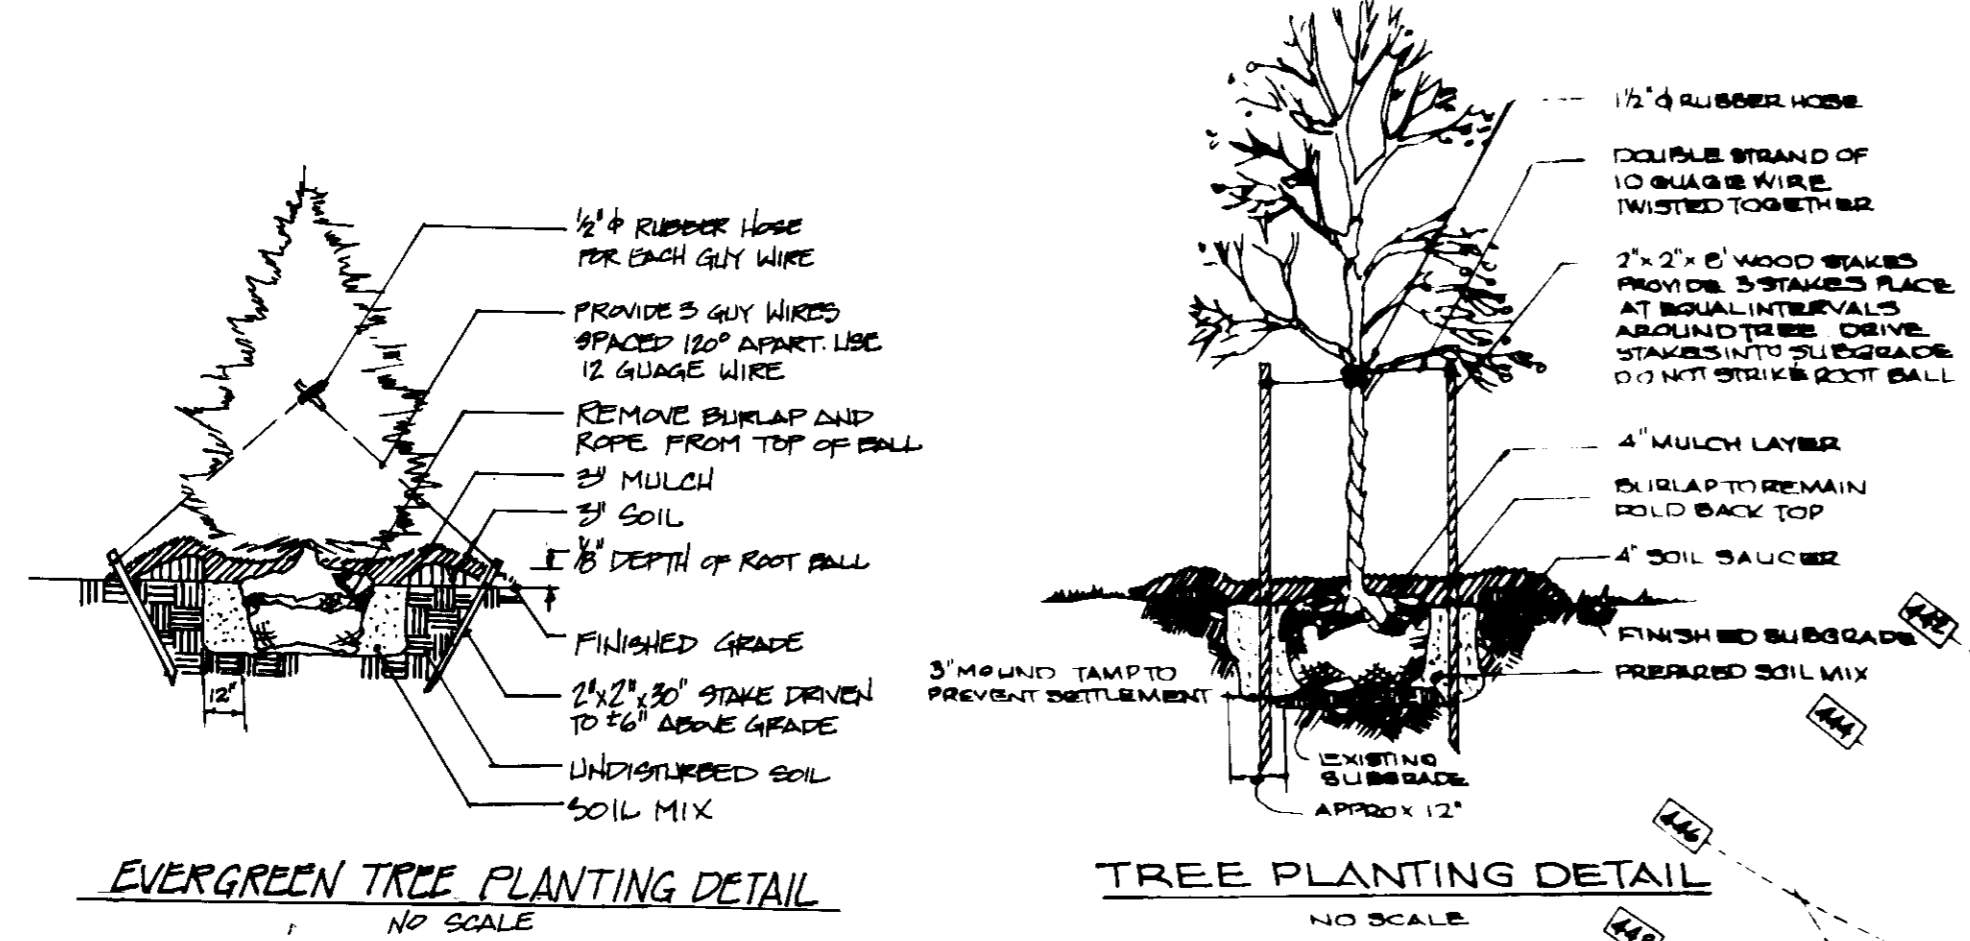 1/2" ϕ RUBBER HOSE
FOR EACH GUY WIRE
PROVIDE 3 GUY WIRES
SPACED 120° APART. USE
12 GUAGE WIRE
REMOVE BURLAP AND
ROPE FROM TOP OF BALL
3" MULCH
3" SOIL
1/8" DEPTH OF ROOT BALL
FINISHED GRADE
2"x2"x30" STAKE DRIVEN
TO ±6" ABOVE GRADE
UNDISTURBED SOIL
SOIL MIX
12"
EVERGREEN TREE PLANTING DETAIL
NO SCALE
1 1/2" ϕ RUBBER HOSE
DOUBLE STRAND OF
10 GUAGE WIRE
TWISTED TOGETHER
2"x 2"x 8' WOOD STAKES
PROVIDE 3 STAKES PLACE
AT EQUAL INTERVALS
AROUND TREE. DRIVE
STAKES INTO SUBGRADE
DO NOT STRIKE ROOT BALL
4" MULCH LAYER
BURLAP TO REMAIN
FOLD BACK TOP
4" SOIL SAUCER
FINISHED SUBGRADE
PREPARED SOIL MIX
3" MOUND TAMP TO
PREVENT SETTLEMENT
EXISTING
SUBGRADE
APPROX 12"
TREE PLANTING DETAIL
NO SCALE
442
444
446
448